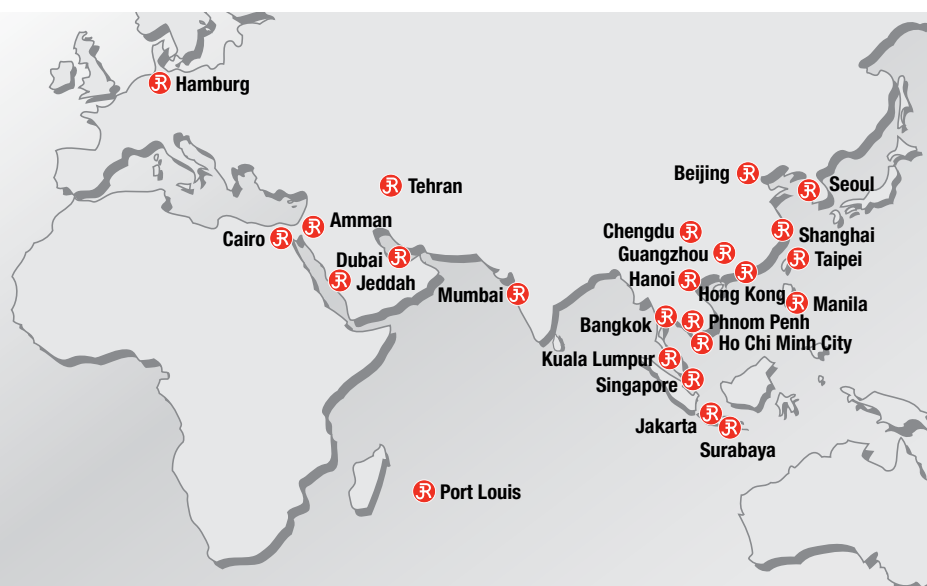 Hamburg
Tehran
Beijing
Seoul
Amman
Cairo
Chengdu
Shanghai
Guangzhou
Dubai
Taipei
Hanoi
Jeddah
Hong Kong
Mumbai
Manila
Bangkok
Phnom Penh
Ho Chi Minh City
Kuala Lumpur
Singapore
Jakarta
Surabaya
Port Louis